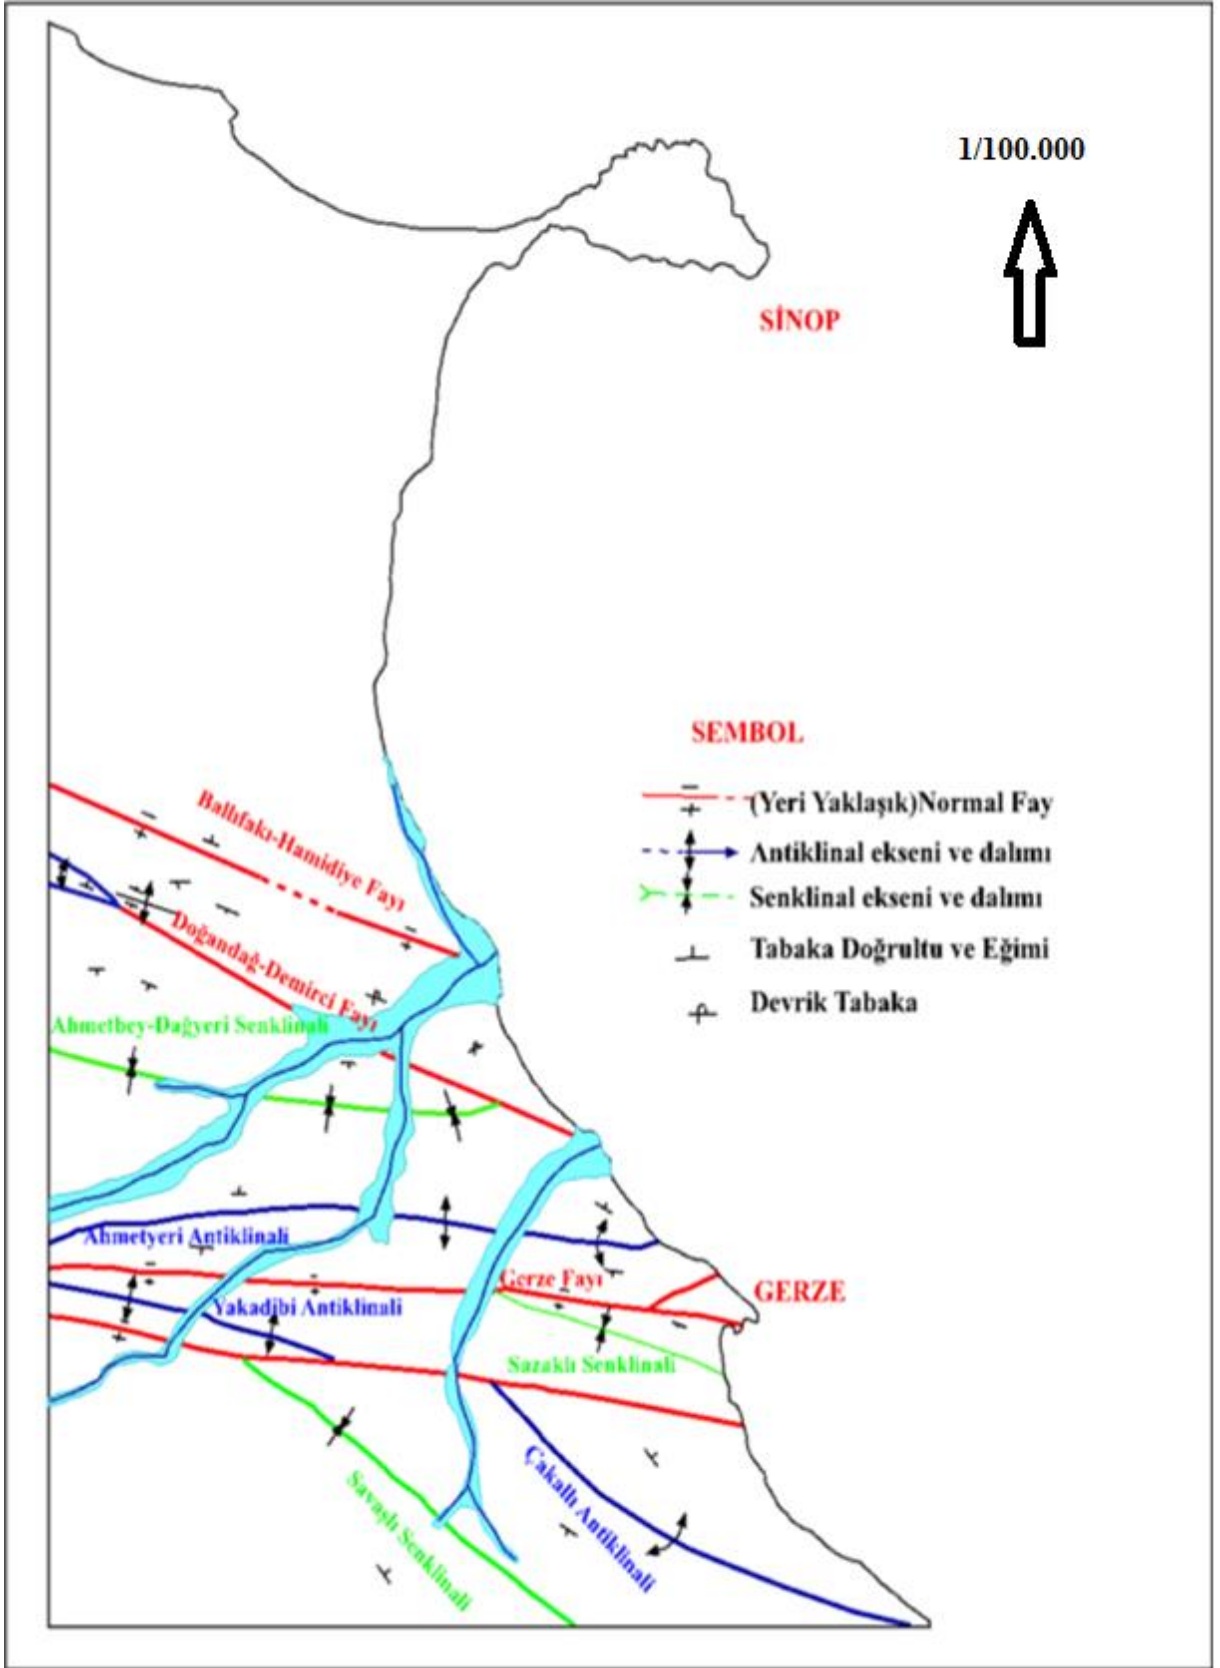 1/100.000
SİNOP
SEMBOL
(Yeri Yaklaşık)Normal Fay
Antiklinal ekseni ve dalımı
Senklinal ekseni ve dalımı
Tabaka Doğrultu ve Eğimi
Devrik Tabaka
Ballıfakı-Hamidiye Fayı
Doğandağ-Demirci Fayı
Ahmetbey-Dağyeri Senklinali
Ahmetyeri Antiklinali
Gerze Fayı
GERZE
Yakadibi Antiklinali
Sazaklı Senklinali
Çakallı Antiklinali
Savaşlı Senklinali